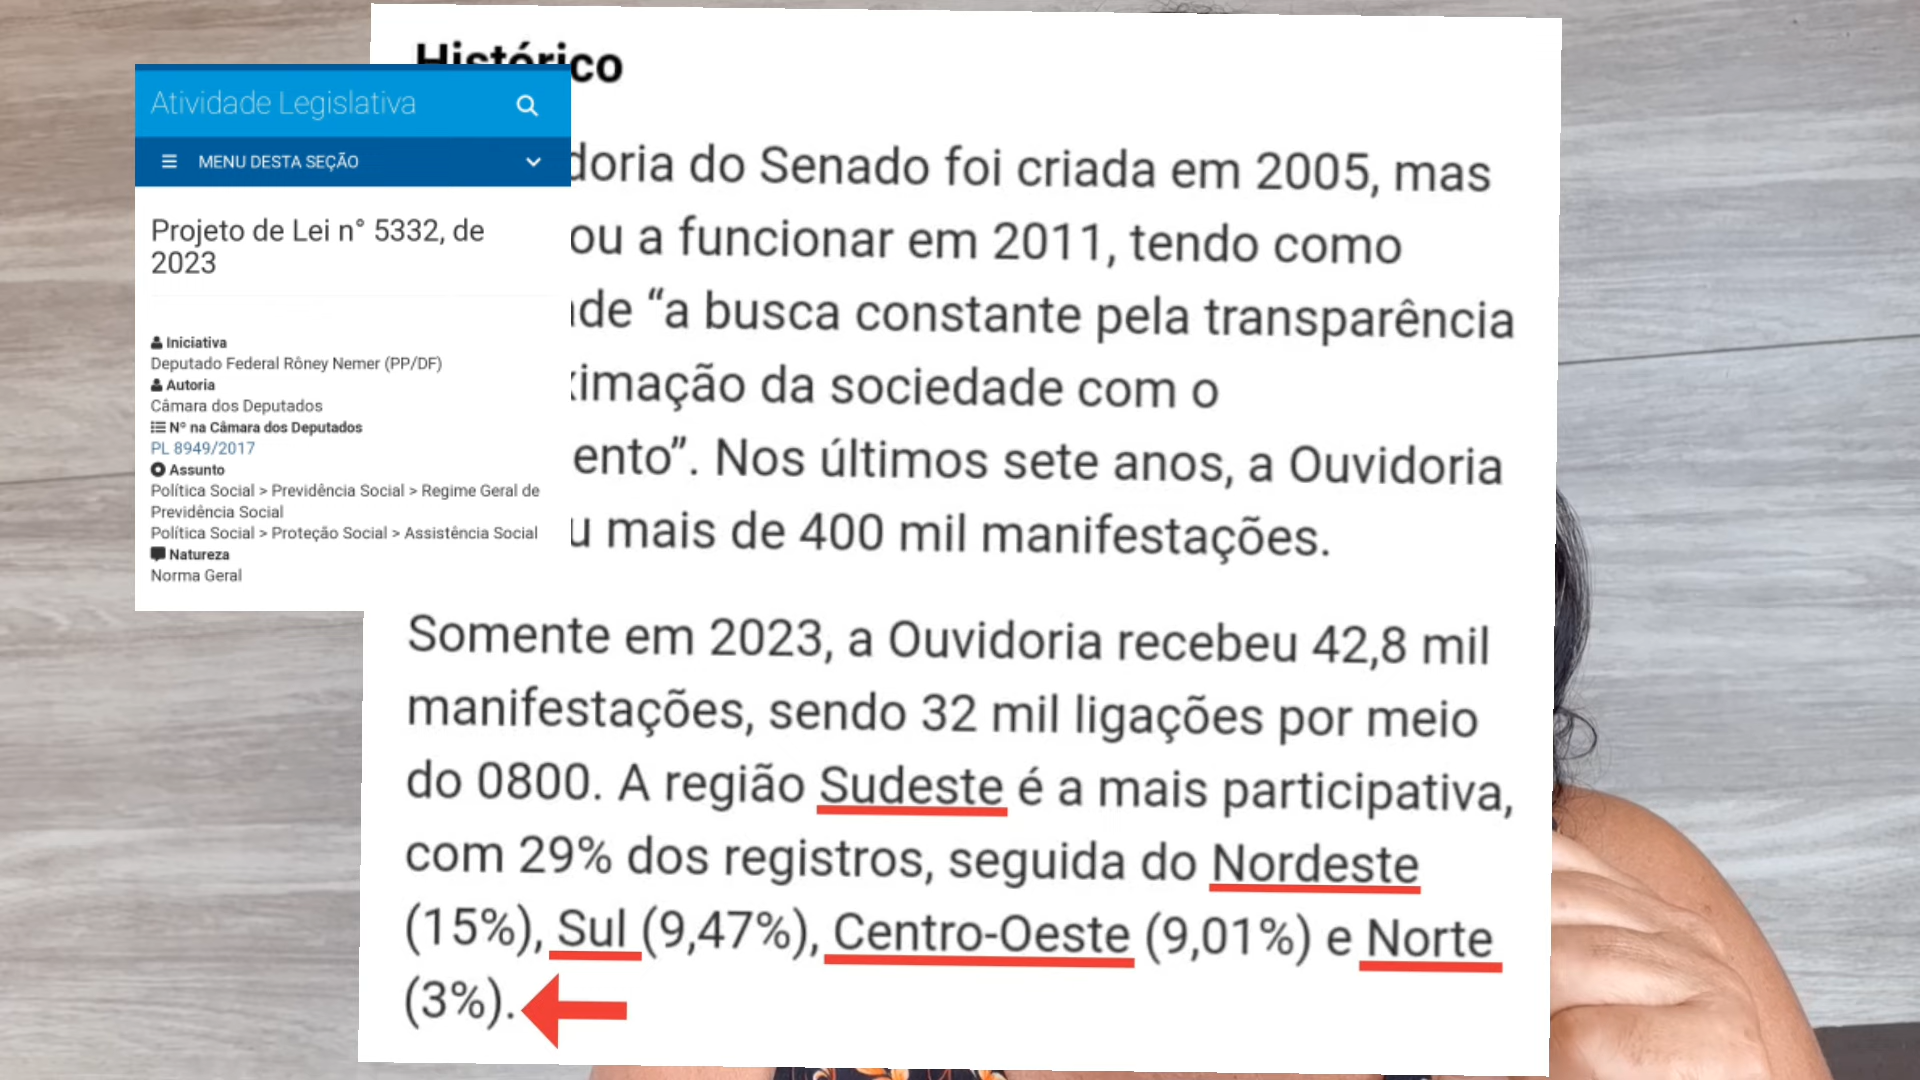 Histórico
Atividade Legislativa
MENU DESTA SEÇÃO
Projeto de Lei n° 5332, de
2023
Iniciativa
Deputado Federal Rôney Nemer (PP/DF)
Autoria
Câmara dos Deputados
Nº na Câmara dos Deputados
PL 8949/2017
Assunto
Política Social > Previdência Social > Regime Geral de
Previdência Social
Política Social > Proteção Social > Assistência Social
Natureza
Norma Geral
doria do Senado foi criada em 2005, mas
ou a funcionar em 2011, tendo como
de “a busca constante pela transparência
ximação da sociedade com o
ento”. Nos últimos sete anos, a Ouvidoria
u mais de 400 mil manifestações.
Somente em 2023, a Ouvidoria recebeu 42,8 mil
manifestações, sendo 32 mil ligações por meio
do 0800. A região Sudeste é a mais participativa,
com 29% dos registros, seguida do Nordeste
(15%), Sul (9,47%), Centro-Oeste (9,01%) e Norte
(3%).